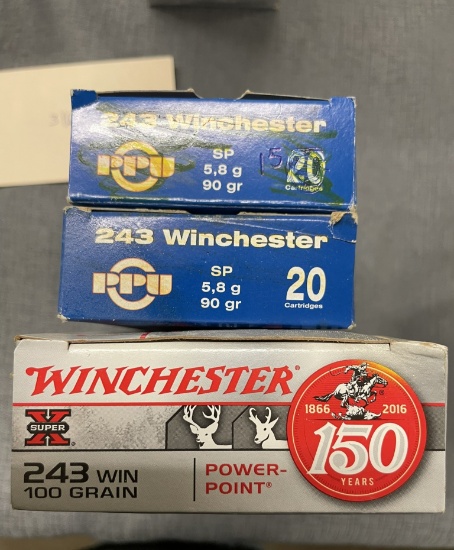 243 Winchester
PPU
SP
5,8 g
90 gr
20
Cartridges
243 Winchester
PPU
SP
5,8 g
90 gr
20
Cartridges
WINCHESTER
X
SUPER
243 WIN
100 GRAIN
POWER-
POINT®
1866 2016
150
YEARS